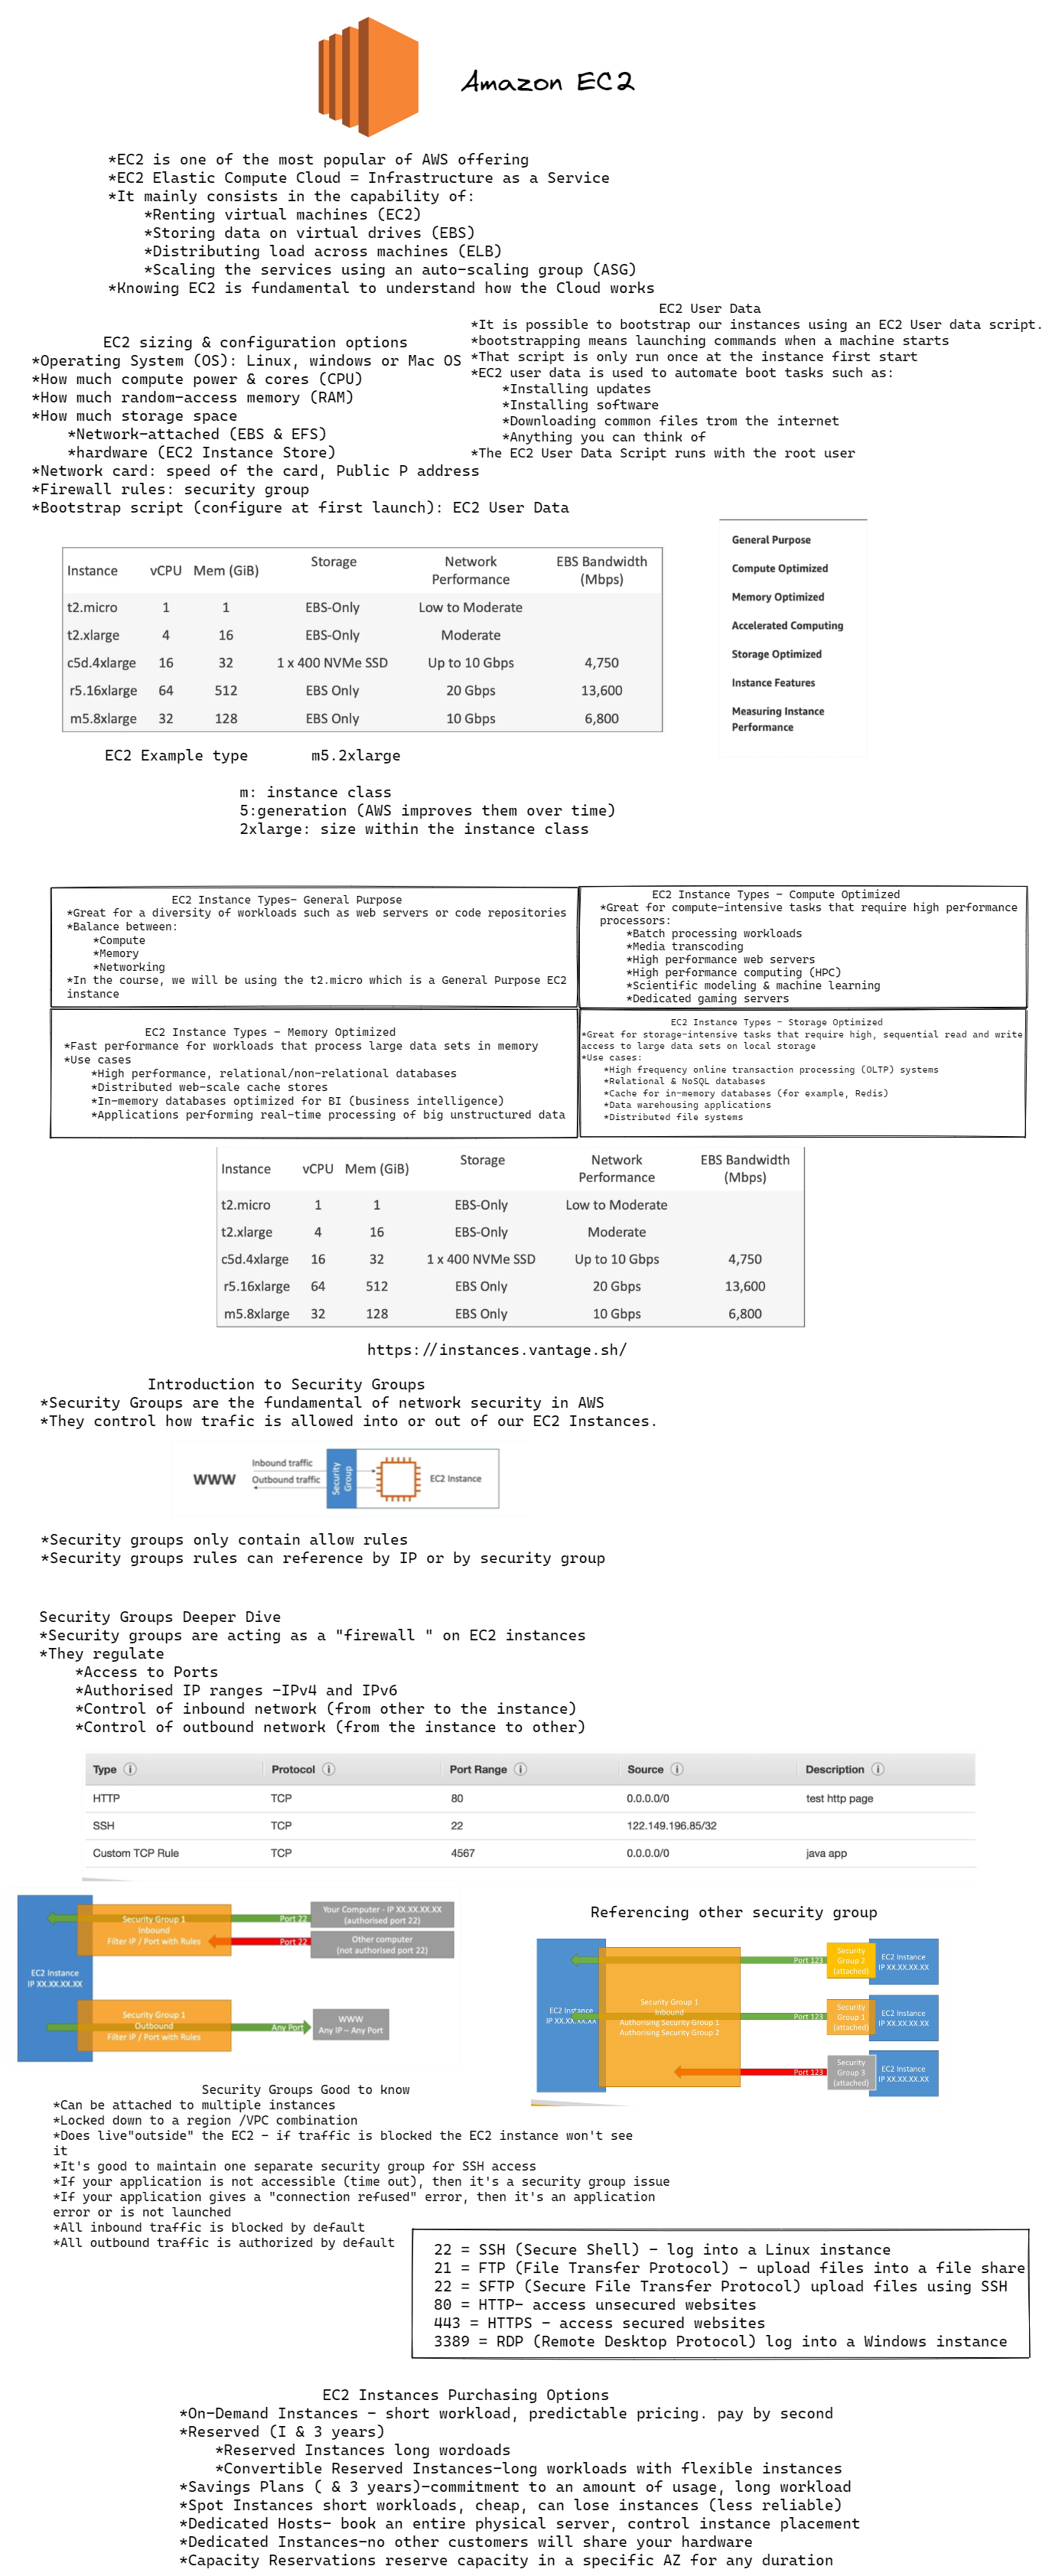 Amazon EC2
*EC2 is one of the most popular of AWS offering
*EC2 Elastic Compute Cloud = Infrastructure as a Service
*It mainly consists in the capability of:
*Renting virtual machines (EC2)
*Storing data on virtual drives (EBS)
*Distributing load across machines (ELB)
*Scaling the services using an auto-scaling group (ASG)
*Knowing EC2 is fundamental to understand how the Cloud works
EC2 sizing & configuration options
*Operating System (OS): Linux, windows or Mac OS
*How much compute power & cores (CPU)
*How much random-access memory (RAM)
*How much storage space
*Network-attached (EBS & EFS)
*hardware (EC2 Instance Store)
*Network card: speed of the card, Public P address
*Firewall rules: security group
*Bootstrap script (configure at first launch): EC2 User Data
EC2 User Data
*It is possible to bootstrap our instances using an EC2 User data script.
*bootstrapping means launching commands when a machine starts
*That script is only run once at the instance first start
*EC2 user data is used to automate boot tasks such as:
*Installing updates
*Installing software
*Downloading common files trom the internet
*Anything you can think of
*The EC2 User Data Script runs with the root user
Instance vCPU Mem (GiB) Storage Network Performance EBS Bandwidth (Mbps)
t2.micro 1 1 EBS-Only Low to Moderate
t2.xlarge 4 16 EBS-Only Moderate
c5d.4xlarge 16 32 1 x 400 NVMe SSD Up to 10 Gbps 4,750
r5.16xlarge 64 512 EBS Only 20 Gbps 13,600
m5.8xlarge 32 128 EBS Only 10 Gbps 6,800
General Purpose
Compute Optimized
Memory Optimized
Accelerated Computing
Storage Optimized
Instance Features
Measuring Instance
Performance
EC2 Example type m5.2xlarge
m: instance class
5:generation (AWS improves them over time)
2xlarge: size within the instance class
EC2 Instance Types- General Purpose
*Great for a diversity of workloads such as web servers or code repositories
*Balance between:
*Compute
*Memory
*Networking
*In the course, we will be using the t2.micro which is a General Purpose EC2
instance
EC2 Instance Types - Compute Optimized
*Great for compute-intensive tasks that require high performance
processors:
*Batch processing workloads
*Media transcoding
*High performance web servers
*High performance computing (HPC)
*Scientific modeling & machine learning
*Dedicated gaming servers
EC2 Instance Types - Memory Optimized
*Fast performance for workloads that process large data sets in memory
*Use cases
*High performance, relational/non-relational databases
*Distributed web-scale cache stores
*In-memory databases optimized for BI (business intelligence)
*Applications performing real-time processing of big unstructured data
EC2 Instance Types - Storage Optimized
*Great for storage-intensive tasks that require high, sequential read and write
access to large data sets on local storage
*Use cases:
*High frequency online transaction processing (OLTP) systems
*Relational & NoSQL databases
*Cache for in-memory databases (for example, Redis)
*Data warehousing applications
*Distributed file systems
Instance vCPU Mem (GiB) Storage Network Performance EBS Bandwidth (Mbps)
t2.micro 1 1 EBS-Only Low to Moderate
t2.xlarge 4 16 EBS-Only Moderate
c5d.4xlarge 16 32 1 x 400 NVMe SSD Up to 10 Gbps 4,750
r5.16xlarge 64 512 EBS Only 20 Gbps 13,600
m5.8xlarge 32 128 EBS Only 10 Gbps 6,800
https://instances.vantage.sh/
Introduction to Security Groups
*Security Groups are the fundamental of network security in AWS
*They control how trafic is allowed into or out of our EC2 Instances.
WWW
Inbound traffic
Outbound traffic
Security Group
EC2 Instance
*Security groups only contain allow rules
*Security groups rules can reference by IP or by security group
Security Groups Deeper Dive
*Security groups are acting as a "firewall " on EC2 instances
*They regulate
*Access to Ports
*Authorised IP ranges -IPv4 and IPv6
*Control of inbound network (from other to the instance)
*Control of outbound network (from the instance to other)
Type Protocol Port Range Source Description
HTTP TCP 80 0.0.0.0/0 test http page
SSH TCP 22 122.149.196.85/32
Custom TCP Rule TCP 4567 0.0.0.0/0 java app
EC2 Instance
IP XX.XX.XX.XX
Security Group 1
Inbound
Filter IP / Port with Rules
Port 22
Your Computer - IP XX.XX.XX.XX
(authorised port 22)
Port 22
Other computer
(not authorised port 22)
Security Group 1
Outbound
Filter IP / Port with Rules
Any Port
WWW
Any IP – Any Port
Referencing other security group
EC2 Instance
IP XX.XX.XX.XX
Security Group 1
Inbound
Authorising Security Group 1
Authorising Security Group 2
Port 123
Security
Group 2
(attached)
EC2 Instance
IP XX.XX.XX.XX
Port 123
Security
Group 1
(attached)
EC2 Instance
IP XX.XX.XX.XX
Port 123
Security
Group 3
(attached)
EC2 Instance
IP XX.XX.XX.XX
Security Groups Good to know
*Can be attached to multiple instances
*Locked down to a region /VPC combination
*Does live"outside" the EC2 - if traffic is blocked the EC2 instance won't see
it
*It's good to maintain one separate security group for SSH access
*If your application is not accessible (time out), then it's a security group issue
*If your application gives a "connection refused" error, then it's an application
error or is not launched
*All inbound traffic is blocked by default
*All outbound traffic is authorized by default
22 = SSH (Secure Shell) - log into a Linux instance
21 = FTP (File Transfer Protocol) - upload files into a file share
22 = SFTP (Secure File Transfer Protocol) upload files using SSH
80 = HTTP- access unsecured websites
443 = HTTPS - access secured websites
3389 = RDP (Remote Desktop Protocol) log into a Windows instance
EC2 Instances Purchasing Options
*On-Demand Instances - short workload, predictable pricing. pay by second
*Reserved (I & 3 years)
*Reserved Instances long wordoads
*Convertible Reserved Instances-long workloads with flexible instances
*Savings Plans ( & 3 years)-commitment to an amount of usage, long workload
*Spot Instances short workloads, cheap, can lose instances (less reliable)
*Dedicated Hosts- book an entire physical server, control instance placement
*Dedicated Instances-no other customers will share your hardware
*Capacity Reservations reserve capacity in a specific AZ for any duration